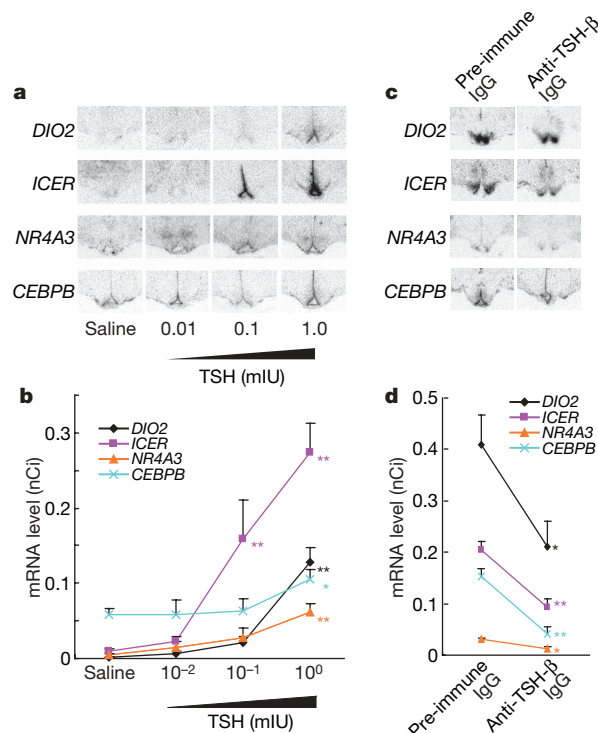 a
DIO2
ICER
NR4A3
CEBPB
Saline 0.01 0.1 1.0
TSH (mIU)
c
Pre-immune IgG
Anti-TSH-β IgG
DIO2
ICER
NR4A3
CEBPB
b
mRNA level (nCi)
0.3
0.2
0.1
0
DIO2
ICER
NR4A3
CEBPB
**
**
**
*
**
Saline 10⁻² 10⁻¹ 10⁰
TSH (mIU)
d
mRNA level (nCi)
0.5
0.4
0.3
0.2
0.1
0
DIO2
ICER
NR4A3
CEBPB
*
**
**
*
Pre-immune IgG
Anti-TSH-β IgG